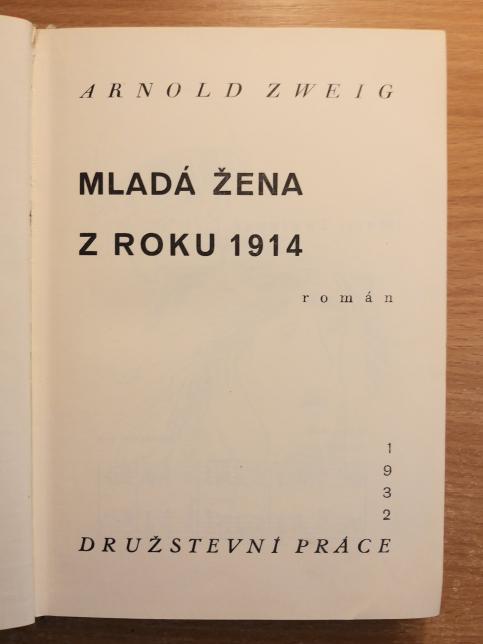 ARNOLD ZWEIG
MLADÁ ŽENA
Z ROKU 1914
román
1
9
3
2
DRUŽSTEVNÍ PRÁCE